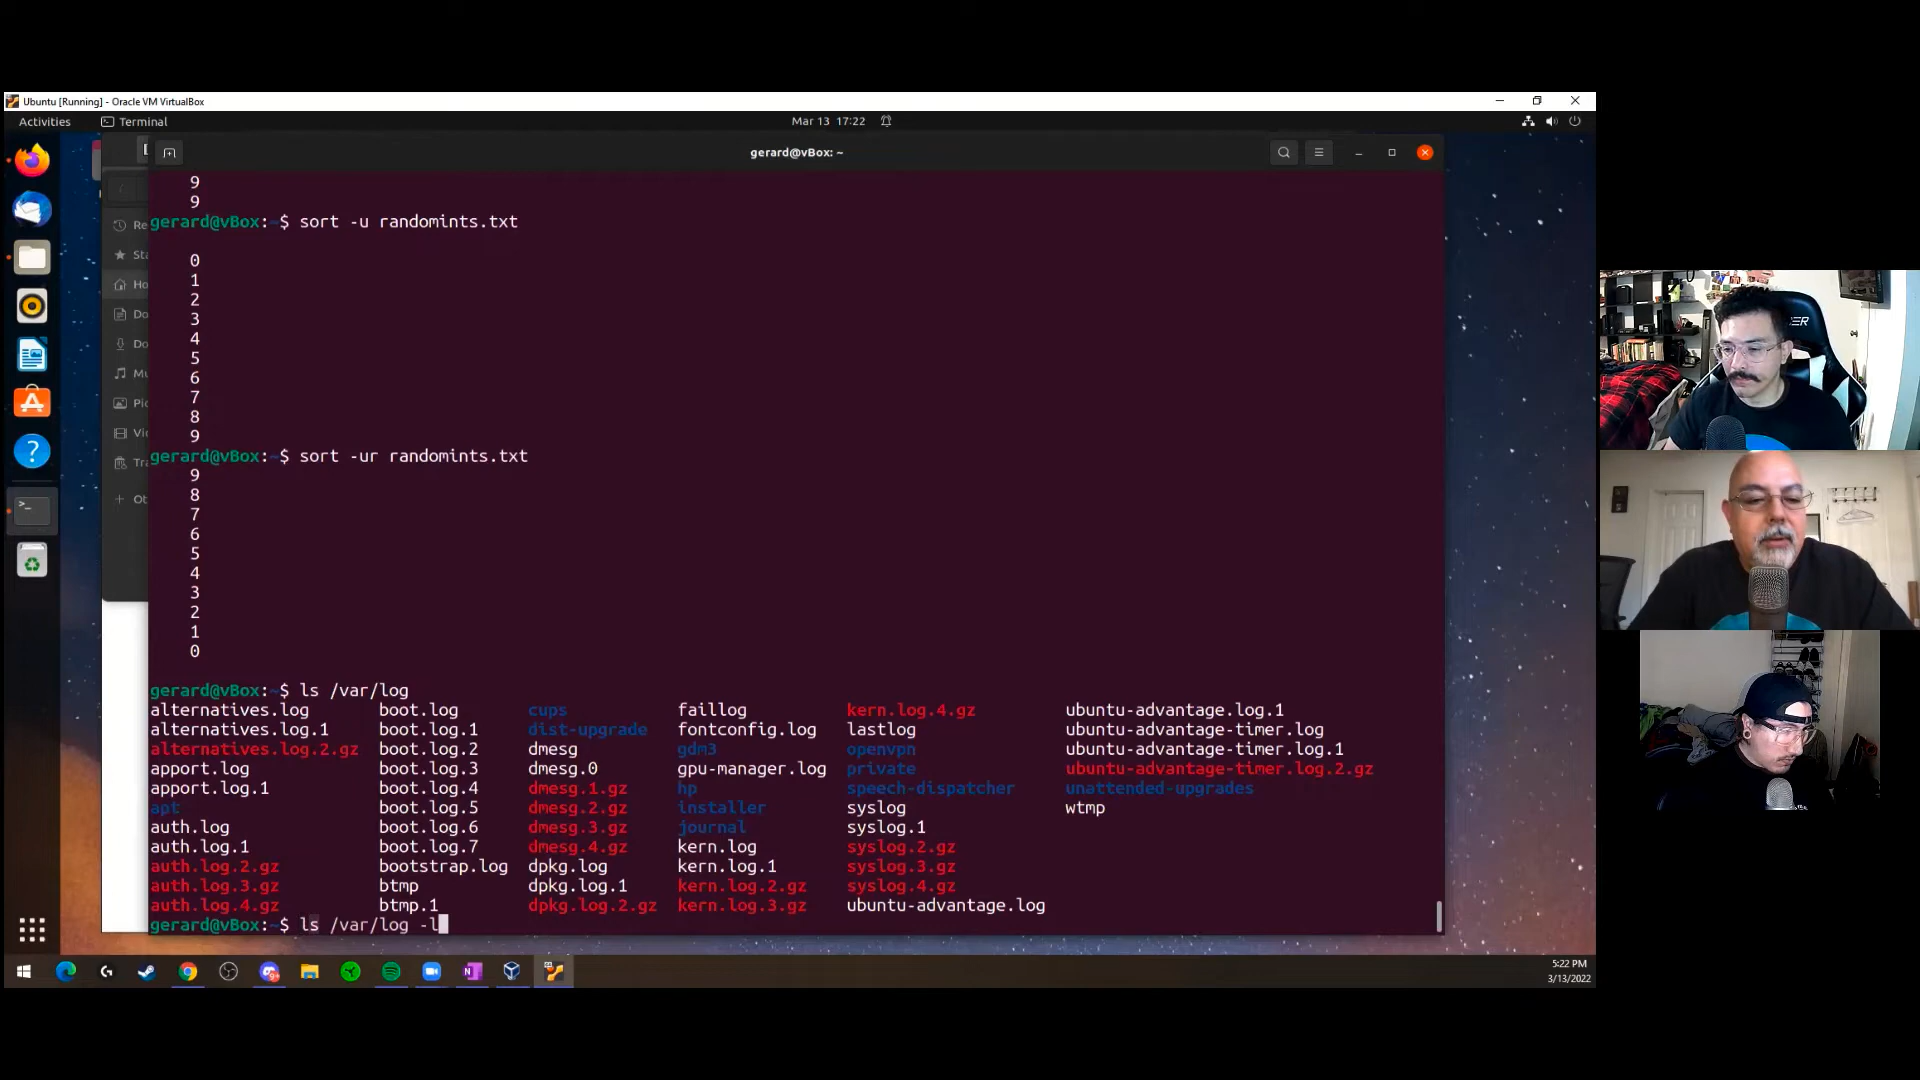 Ubuntu [Running] - Oracle VM VirtualBox
Activities Terminal Mar 13 17:22
gerard@vBox: ~
9
9
gerard@vBox:~$ sort -u randomints.txt
0
1
2
3
4
5
6
7
8
9
gerard@vBox:~$ sort -ur randomints.txt
9
8
7
6
5
4
3
2
1
0
gerard@vBox:~$ ls /var/log
alternatives.log boot.log cups faillog kern.log.4.gz ubuntu-advantage.log.1
alternatives.log.1 boot.log.1 dist-upgrade fontconfig.log lastlog ubuntu-advantage-timer.log
alternatives.log.2.gz boot.log.2 dmesg gdm3 openvpn ubuntu-advantage-timer.log.1
apport.log boot.log.3 dmesg.0 gpu-manager.log private ubuntu-advantage-timer.log.2.gz
apport.log.1 boot.log.4 dmesg.1.gz hp speech-dispatcher unattended-upgrades
apt boot.log.5 dmesg.2.gz installer syslog wtmp
auth.log boot.log.6 dmesg.3.gz journal syslog.1
auth.log.1 boot.log.7 dmesg.4.gz kern.log syslog.2.gz
auth.log.2.gz bootstrap.log dpkg.log kern.log.1 syslog.3.gz
auth.log.3.gz btmp dpkg.log.1 kern.log.2.gz syslog.4.gz
auth.log.4.gz btmp.1 dpkg.log.2.gz kern.log.3.gz ubuntu-advantage.log
gerard@vBox:~$ ls /var/log -l
Re
Sta
Ho
Do
Do
Mu
Pic
Vi
Tra
Ot
5:22 PM
3/13/2022